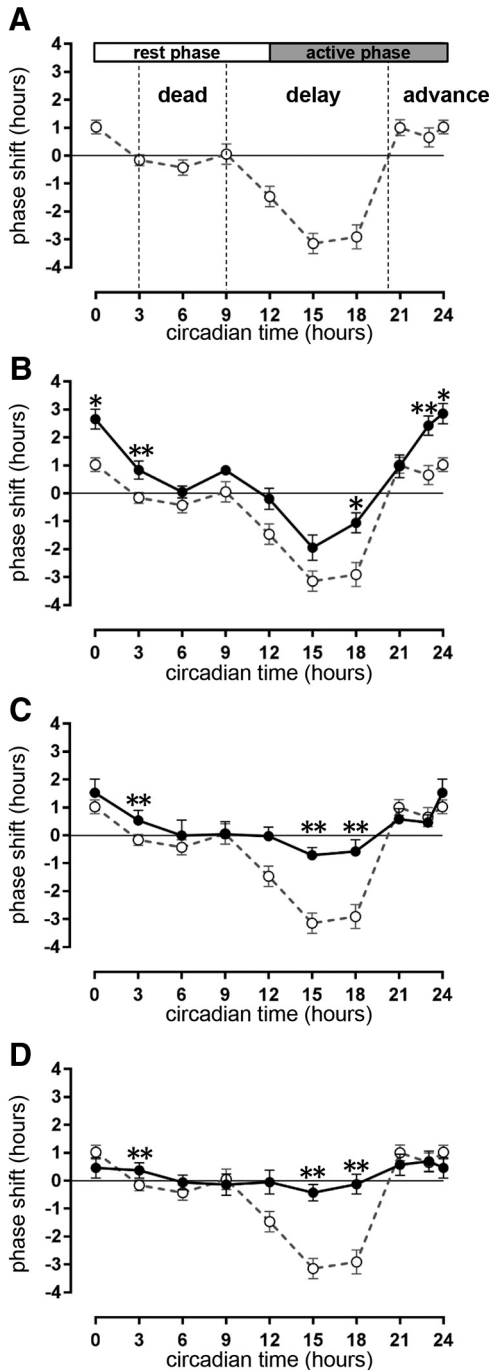 A
rest phase active phase
dead delay advance
phase shift (hours)
4
3
2
1
0
-1
-2
-3
-4
0 3 6 9 12 15 18 21 24
circadian time (hours)
B
phase shift (hours)
4
3
2
1
0
-1
-2
-3
-4
* ** * ** *
0 3 6 9 12 15 18 21 24
circadian time (hours)
C
phase shift (hours)
4
3
2
1
0
-1
-2
-3
-4
** ** **
0 3 6 9 12 15 18 21 24
circadian time (hours)
D
phase shift (hours)
4
3
2
1
0
-1
-2
-3
-4
** ** **
0 3 6 9 12 15 18 21 24
circadian time (hours)